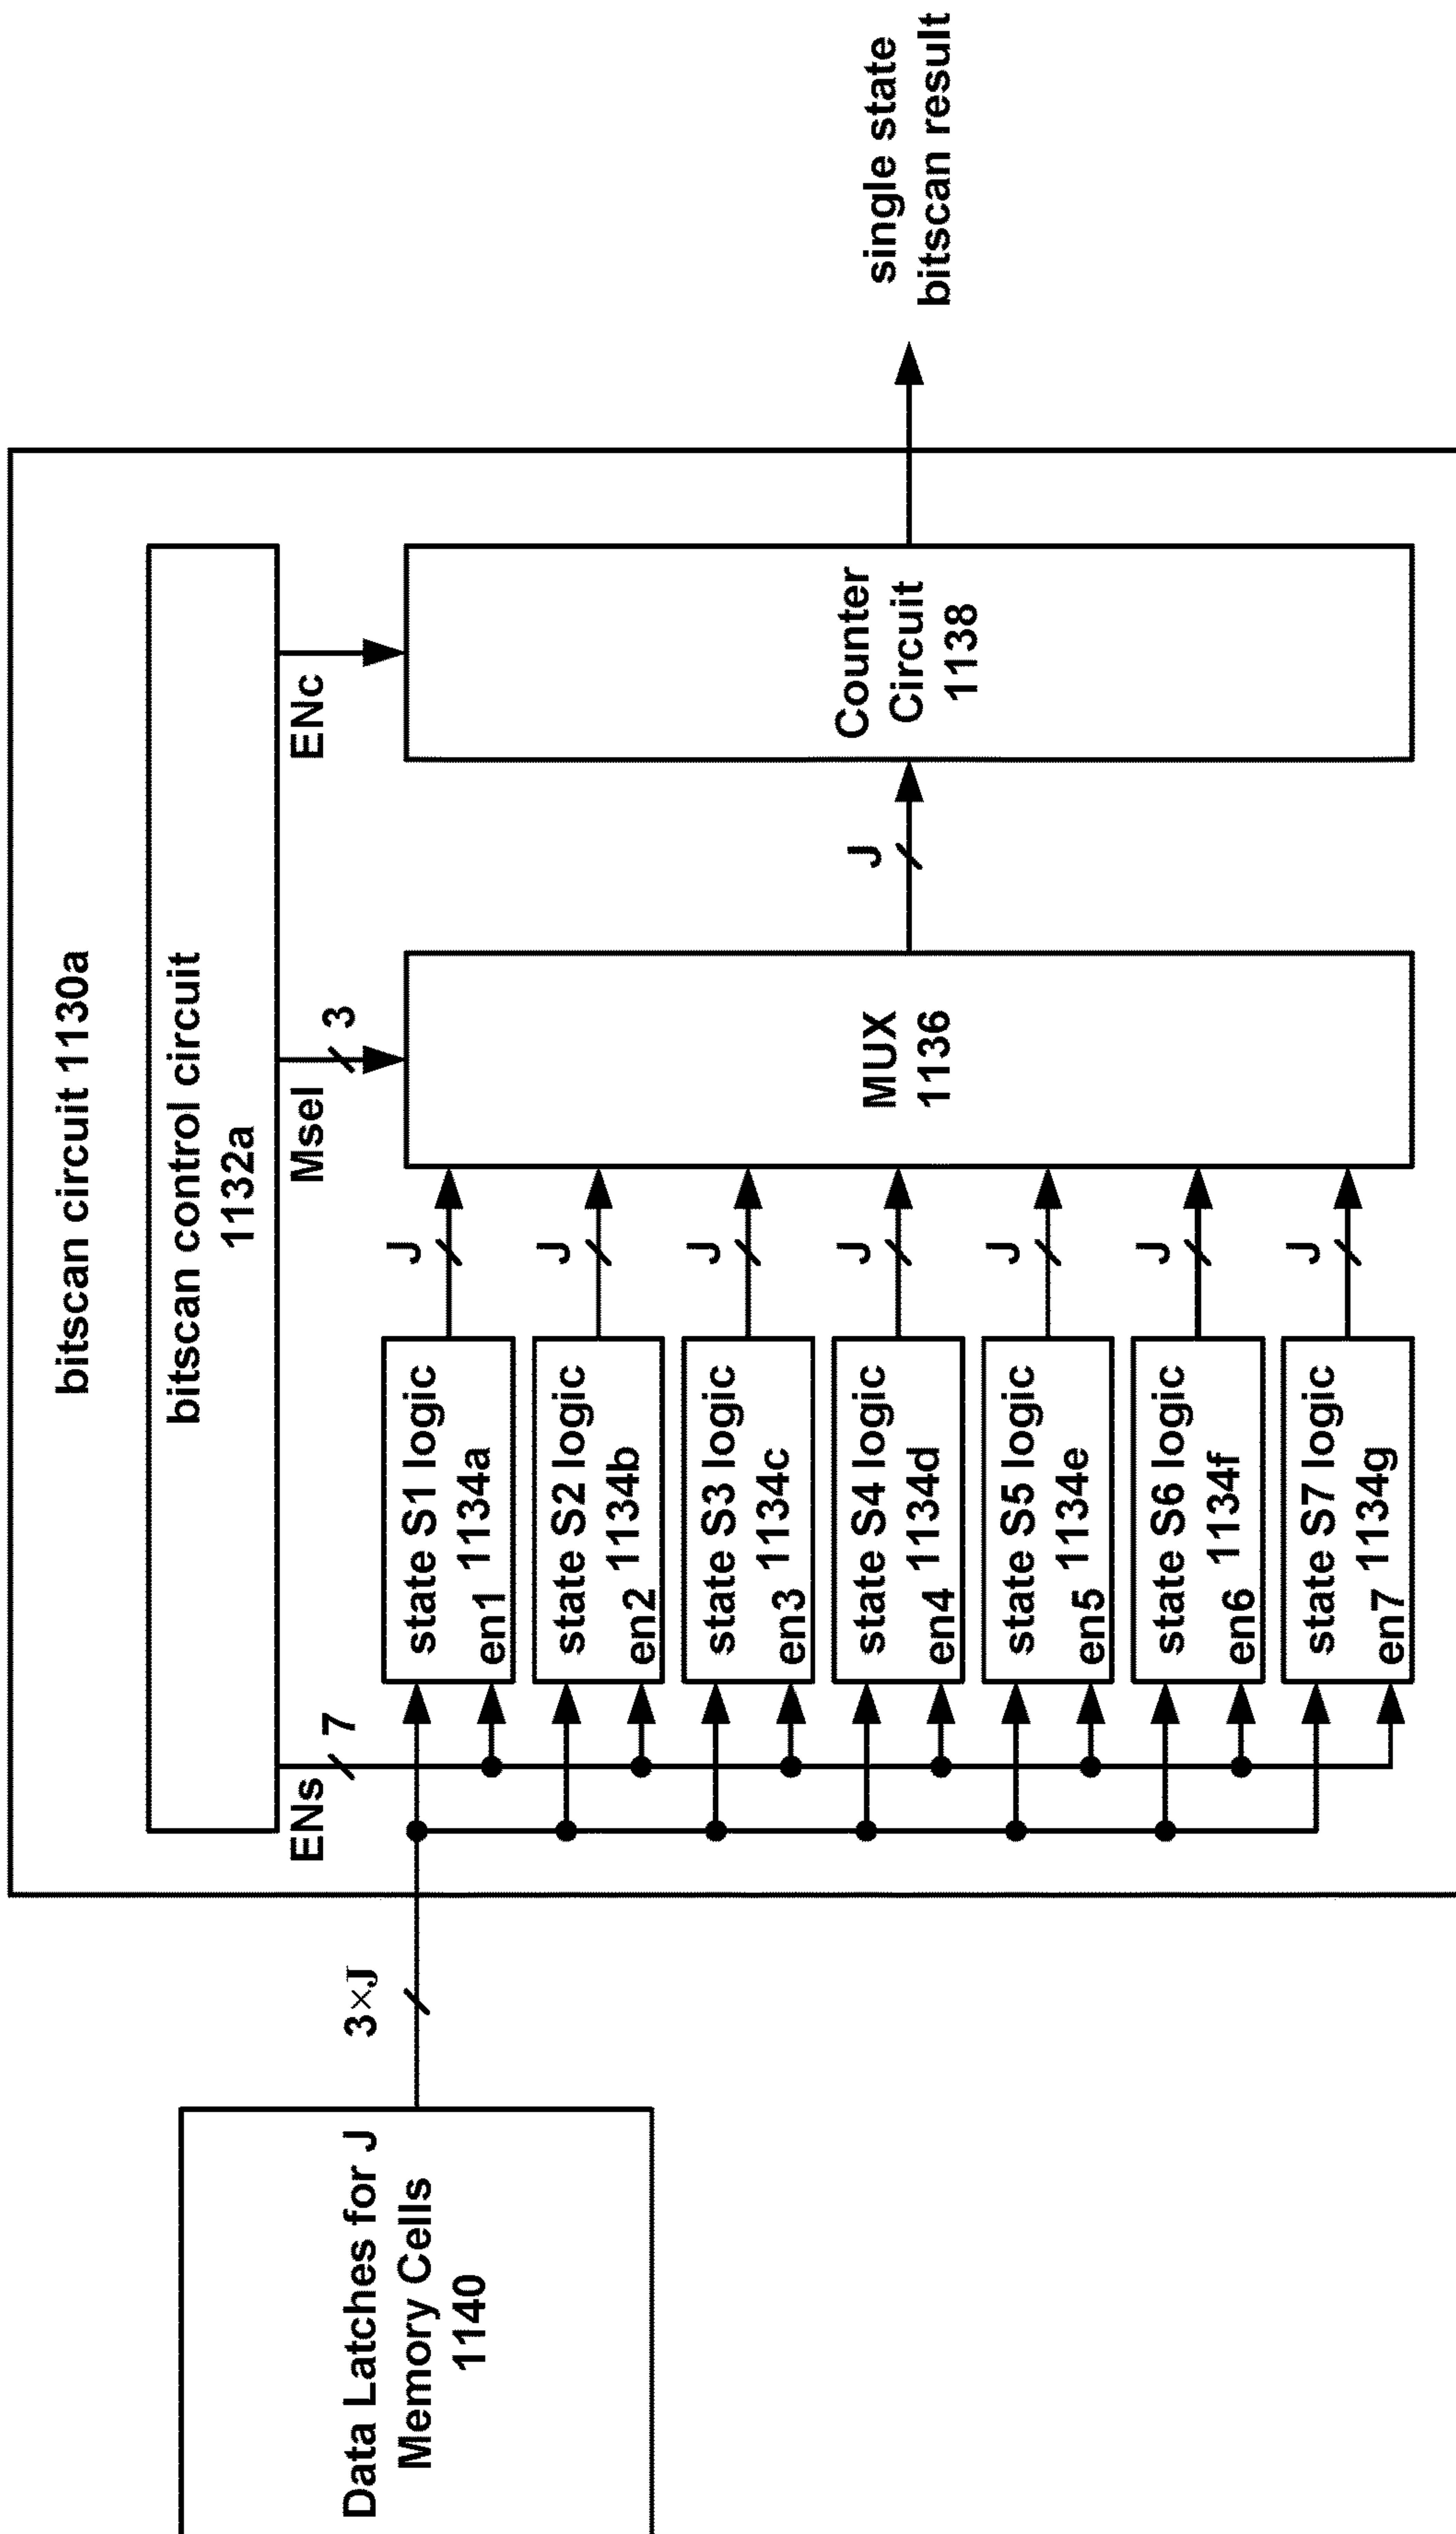 bitscan circuit 1130a
bitscan control circuit
1132a
Data Latches for J
Memory Cells
1140
3×J
ENs
7
Msel
3
ENc
state S1 logic
en1 1134a
J
state S2 logic
en2 1134b
J
state S3 logic
en3 1134c
J
state S4 logic
en4 1134d
J
state S5 logic
en5 1134e
J
state S6 logic
en6 1134f
J
state S7 logic
en7 1134g
J
MUX
1136
J
Counter
Circuit
1138
single state
bitscan result